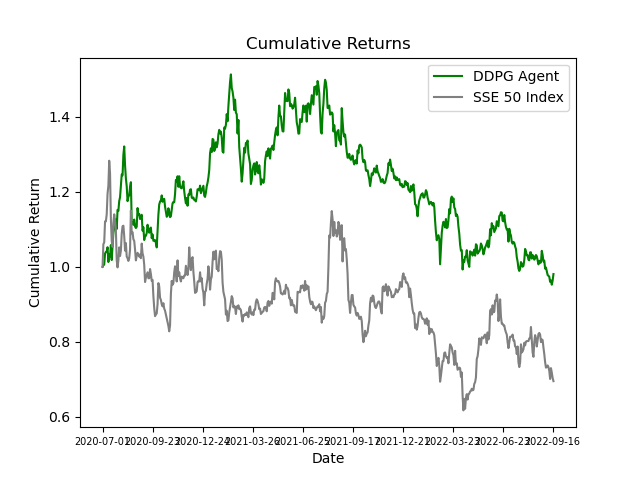 Cumulative Returns
DDPG Agent
SSE 50 Index
Cumulative Return
1.4
1.2
1.0
0.8
0.6
2020-07-01 2020-09-23 2020-12-24 2021-03-26 2021-06-25 2021-09-17 2021-12-21 2022-03-23 2022-06-23 2022-09-16
Date